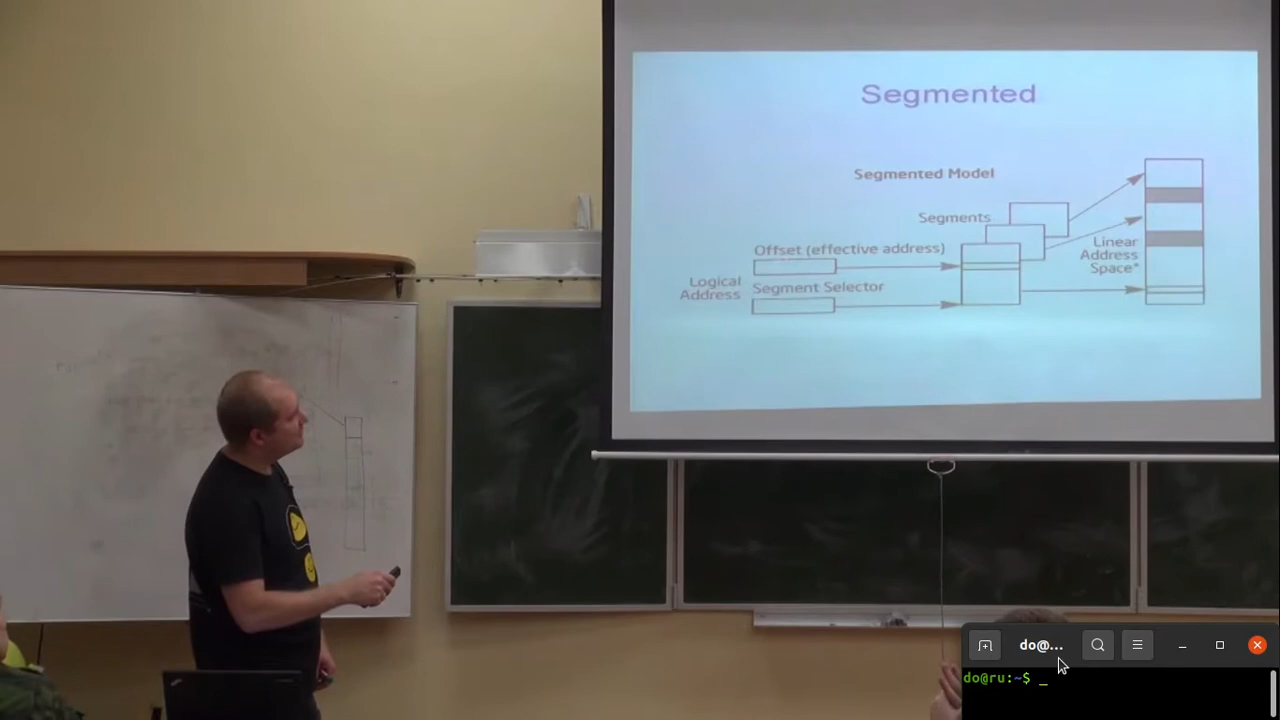 Segmented
Segmented Model
Segments
Offset (effective address)
Linear
Address
Space*
Logical
Address
Segment Selector
do@...
do@ru:~$ _